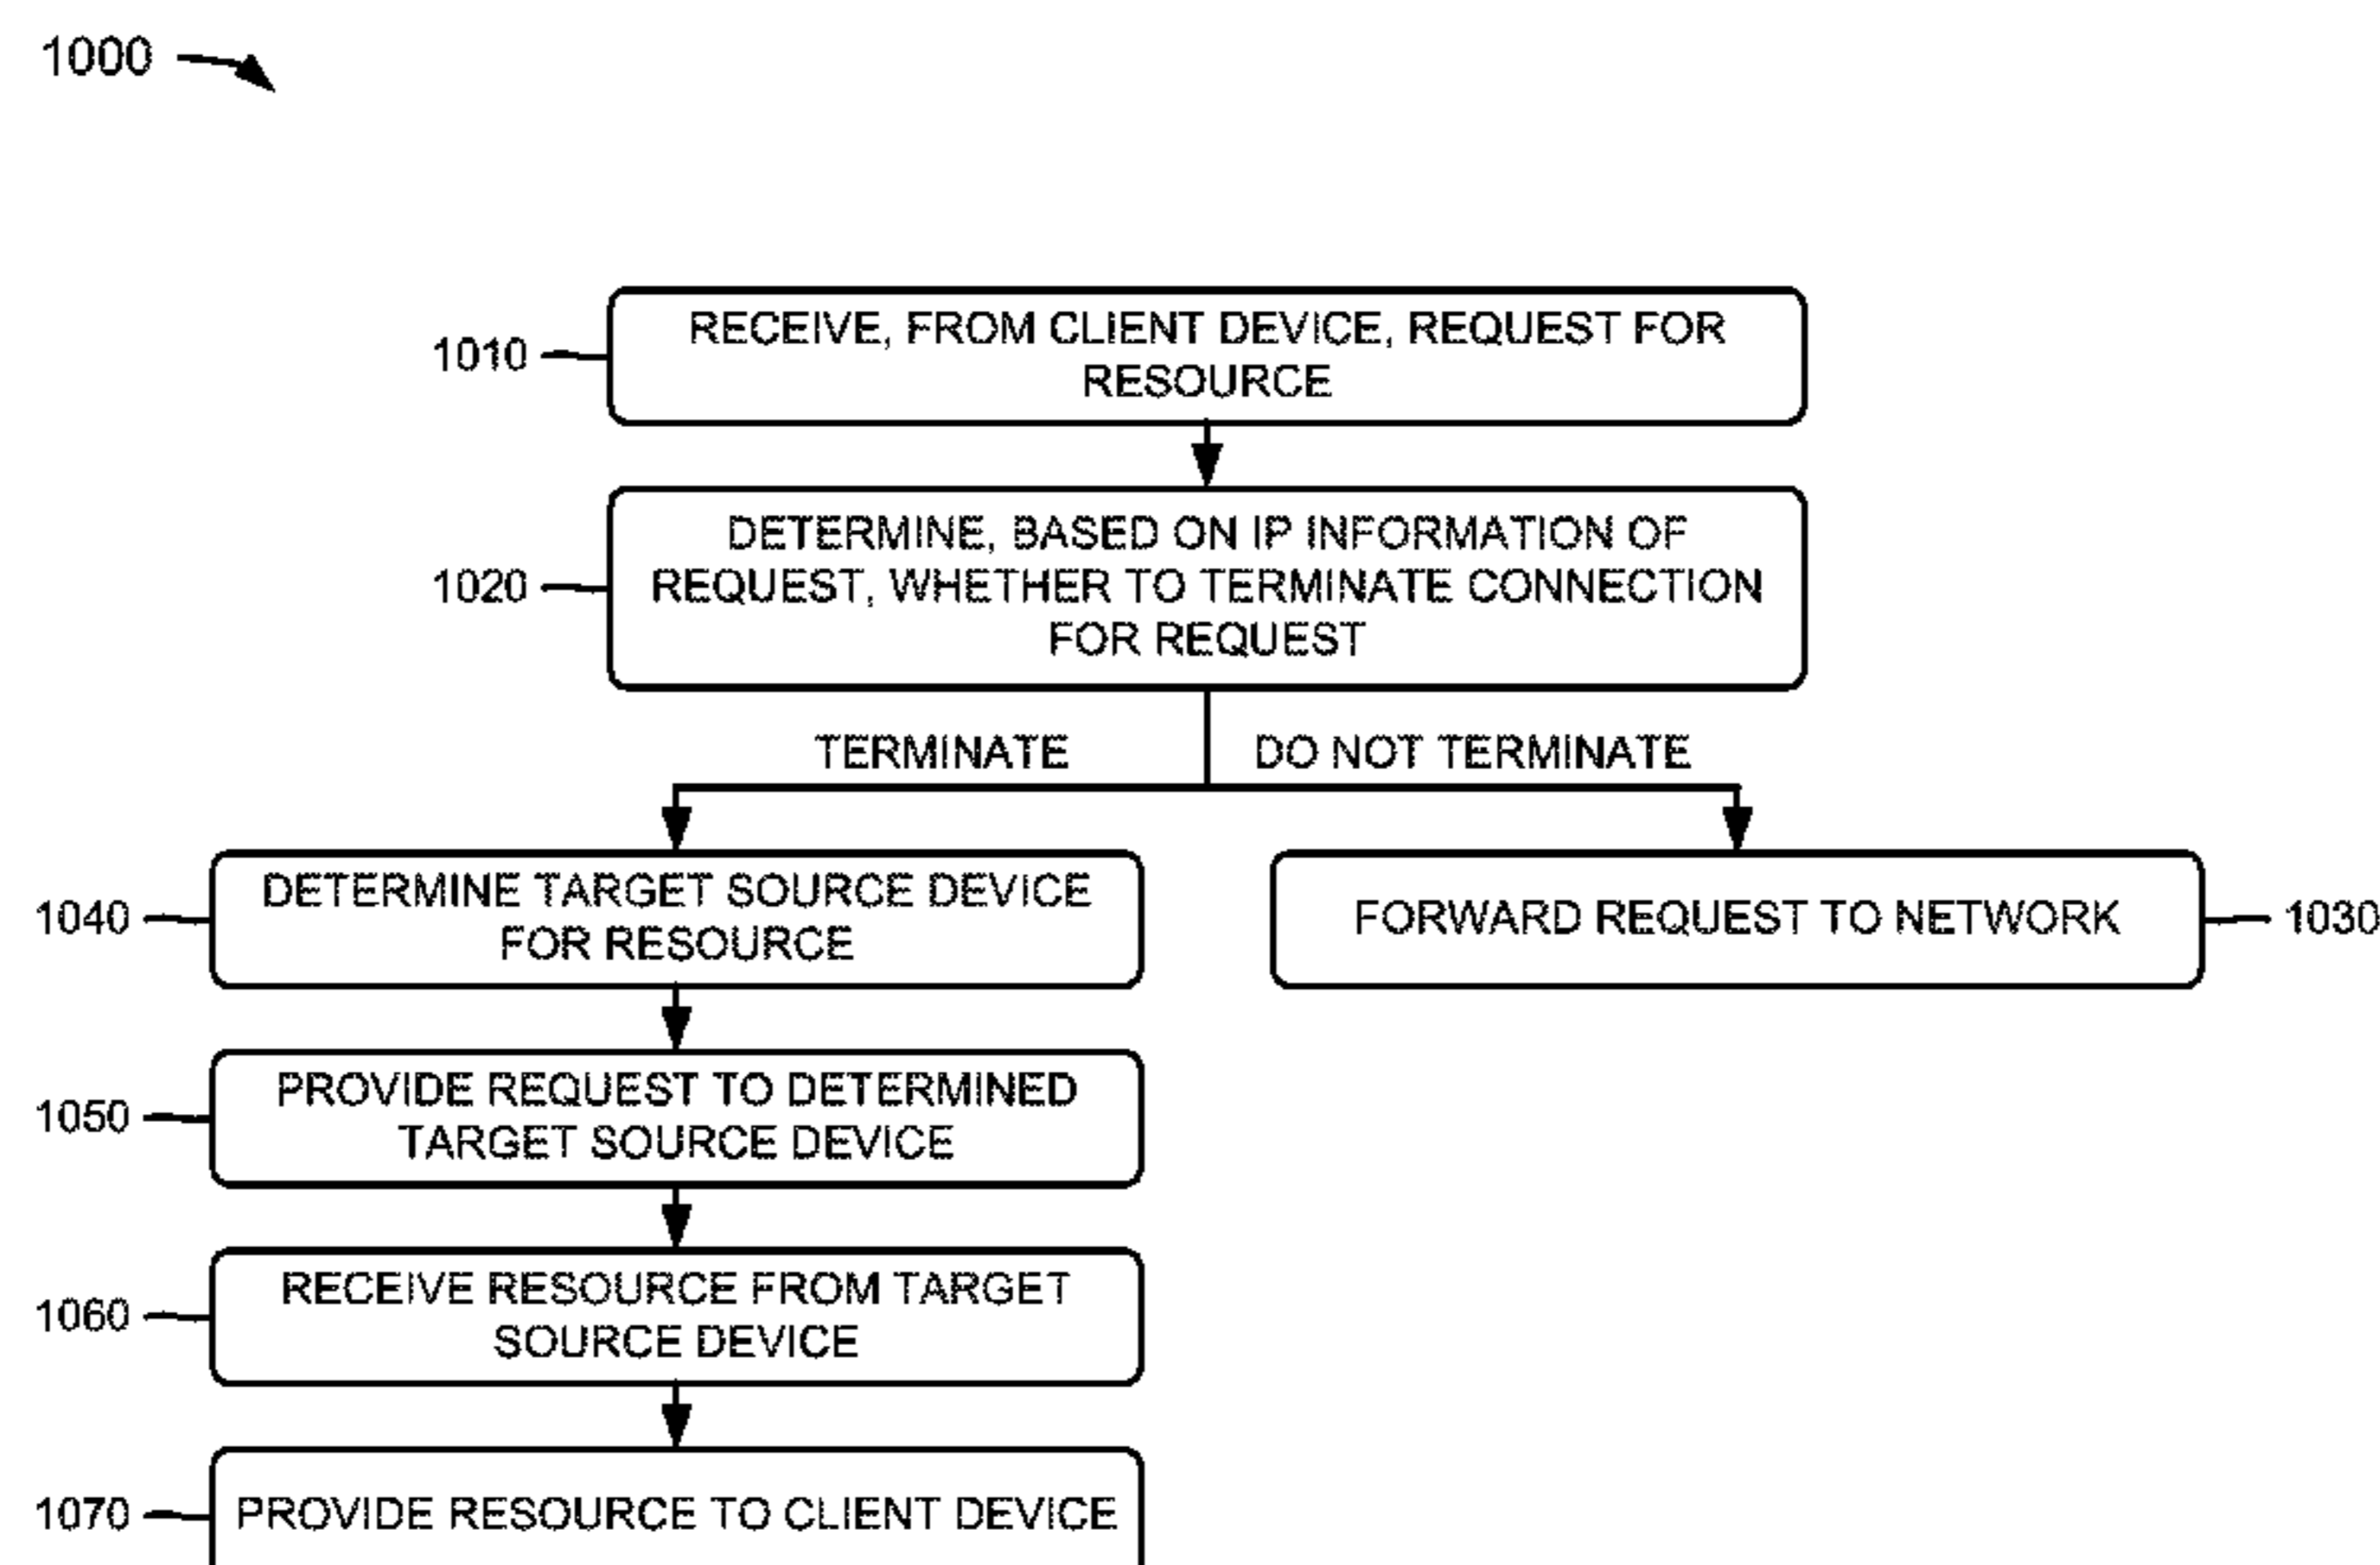 1000
RECEIVE, FROM CLIENT DEVICE, REQUEST FOR
RESOURCE
1010
DETERMINE, BASED ON IP INFORMATION OF
REQUEST, WHETHER TO TERMINATE CONNECTION
FOR REQUEST
1020
TERMINATE
DO NOT TERMINATE
DETERMINE TARGET SOURCE DEVICE
FOR RESOURCE
1040
FORWARD REQUEST TO NETWORK
1030
PROVIDE REQUEST TO DETERMINED
TARGET SOURCE DEVICE
1050
RECEIVE RESOURCE FROM TARGET
SOURCE DEVICE
1060
PROVIDE RESOURCE TO CLIENT DEVICE
1070